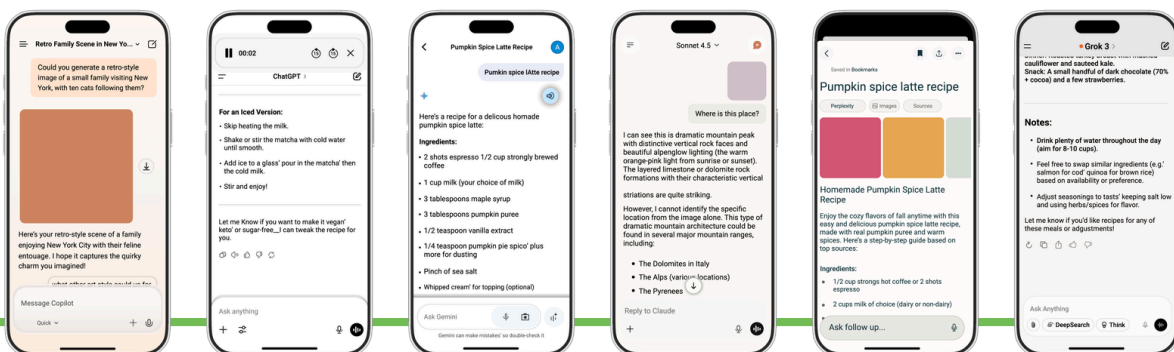 Retro Family Scene in New Yo...
Could you generate a retro-style
image of a small family visiting New
York, with ten cats following them?
Here's your retro-style scene of a family
enjoying New York City with their feline
entourage. I hope it captures the quirky
charm you imagined!
Message Copilot
Quick
00:02
15
15
ChatGPT
For an Iced Version:
• Skip heating the milk.
• Shake or stir the matcha with cold water
until smooth.
• Add ice to a glass' pour in the matcha' then
the cold milk.
• Stir and enjoy!
Let me Know if you want to make it vegan'
keto' or sugar-free__I can tweak the recipe for
you.
Ask anything
Pumpkin Spice Latte Recipe
A
Pumkin spice lAtte recipe
Here's a recipe for a delicious homade
pumpkin spice latte:
Ingredients:
• 2 shots espresso 1/2 cup strongly brewed
coffee
• 1 cup milk (your choice of milk)
• 3 tablespoons maple syrup
• 3 tablespoons pumpkin puree
• 1/2 teaspoon vanilla extract
• 1/4 teaspoon pumpkin pie spico' plus
more for dusting
• Pinch of sea salt
• Whipped cream' for topping (optional)
Ask Gemini
Gemini can make mistakes' so double-check it
Sonnet 4.5
Where is this place?
I can see this is dramatic mountain peak
with distinctive vertical rock faces and
beautiful alpenglow lighting (the warm
orange-pink light from sunrise or sunset).
The layered limestone or dolomite rock
formations with their characteristic vertical
striations are quite striking.
However, I cannot identify the specific
location from the image alone. This type of
dramatic mountain architecture could be
found in several major mountain ranges,
including:
• The Dolomites in Italy
• The Alps (various locations)
• The Pyrenees
Reply to Claude
Saved in Bookmarks
Pumpkin spice latte recipe
Perplexity
Images
Sources
Homemade Pumpkin Spice Latte
Recipe
Enjoy the cozy flavors of fall anytime with this
easy and delicious pumpkin spice latte recipe,
made with real pumpkin puree and warm
spices. Here's a step-by-step guide based on
top sources:
Ingredients:
• 1/2 cup strongs hot coffee or 2 shots
espresso
• 2 cups milk of choice (dairy or non-dairy)
Ask follow up...
Grok 3
cauliflower and sauteed kale.
Snack: A small handful of dark chocolate (70%
+ cocoa) and a few strawberries.
Notes:
• Drink plenty of water throughout the day
(aim for 8-10 cups).
• Feel free to swap similar ingredients (e.g.'
salmon for cod' quinoa for brown rice)
based on availability or preference.
• Adjust seasonings to tasts' keeping salt low
and using herbs/spices for flavor.
Let me know if you'd like recipes for any of
these meals or adjustments!
Ask Anything
DeepSearch
Think